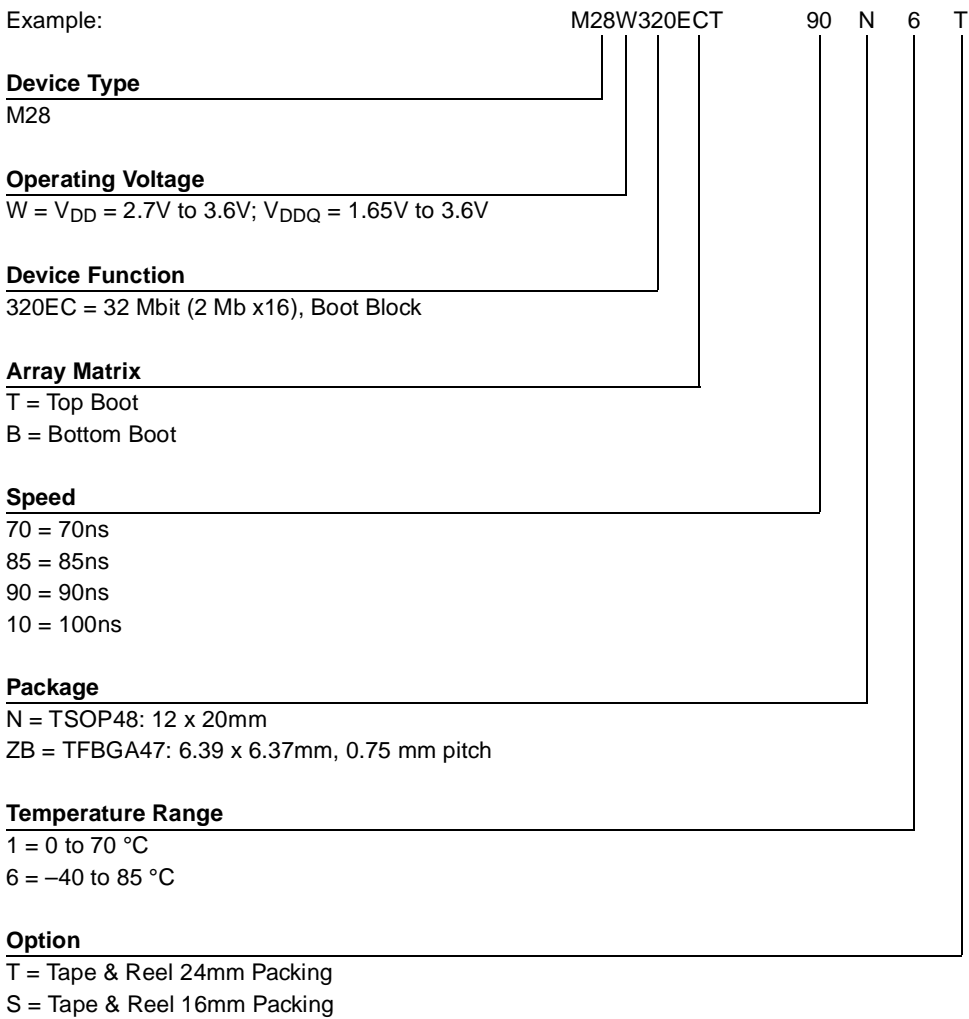 Example: M28W320ECT 90 N 6 T
Device Type
M28
Operating Voltage
W = VDD = 2.7V to 3.6V; VDDQ = 1.65V to 3.6V
Device Function
320EC = 32 Mbit (2 Mb x16), Boot Block
Array Matrix
T = Top Boot
B = Bottom Boot
Speed
70 = 70ns
85 = 85ns
90 = 90ns
10 = 100ns
Package
N = TSOP48: 12 x 20mm
ZB = TFBGA47: 6.39 x 6.37mm, 0.75 mm pitch
Temperature Range
1 = 0 to 70 °C
6 = –40 to 85 °C
Option
T = Tape & Reel 24mm Packing
S = Tape & Reel 16mm Packing